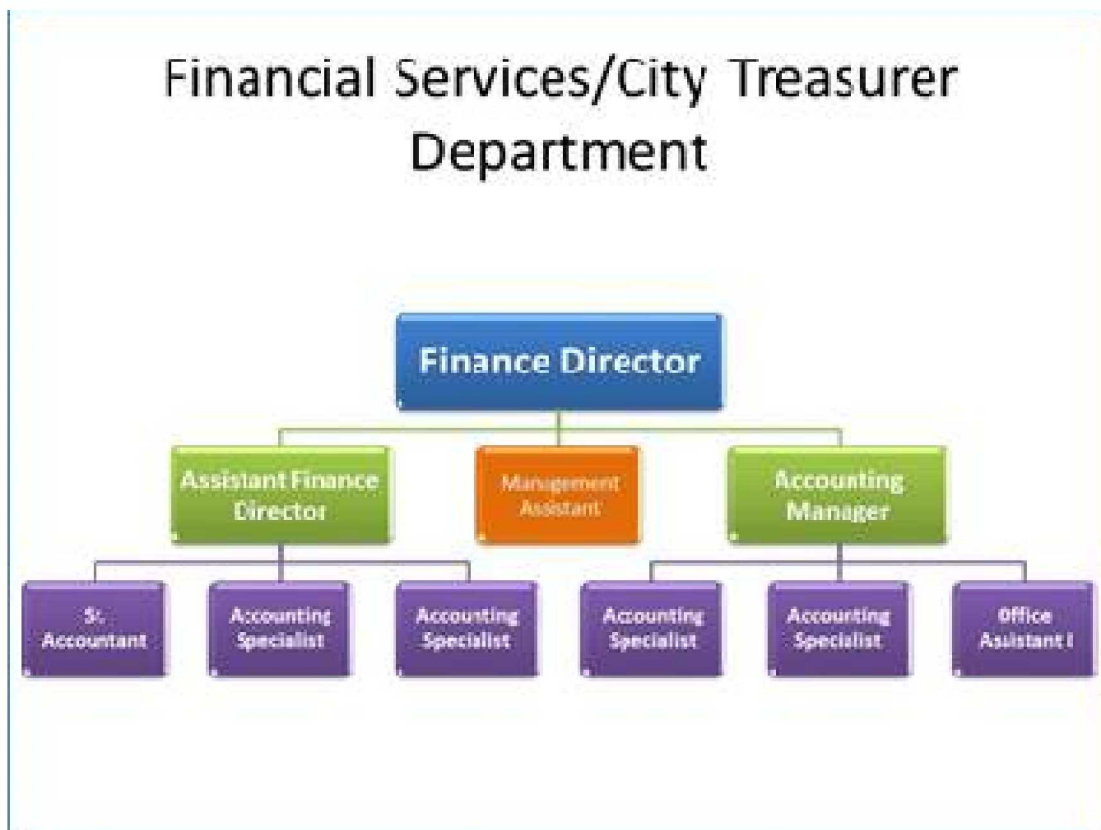 Financial Services/City Treasurer
Department
Finance Director
Assistant Finance
Director
Management
Assistant
Accounting
Manager
Sr.
Accountant
Accounting
Specialist
Accounting
Specialist
Accounting
Specialist
Accounting
Specialist
Office
Assistant I